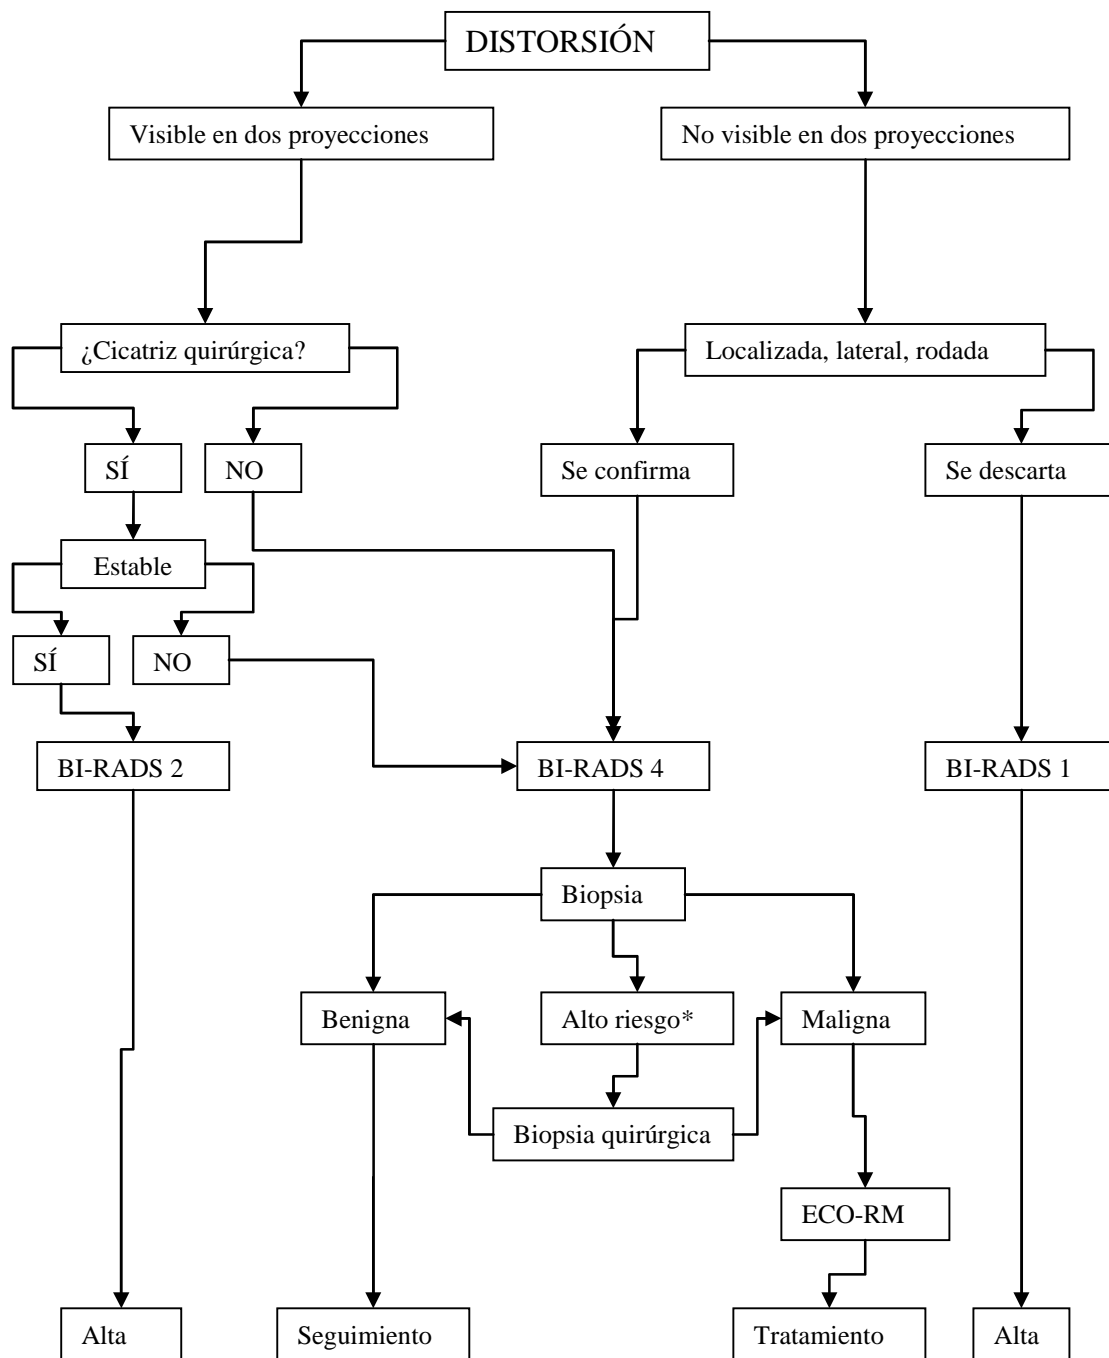 DISTORSIÓN
Visible en dos proyecciones
No visible en dos proyecciones
¿Cicatriz quirúrgica?
Localizada, lateral, rodada
SÍ
NO
Se confirma
Se descarta
Estable
SÍ
NO
BI-RADS 2
BI-RADS 4
BI-RADS 1
Biopsia
Benigna
Alto riesgo*
Maligna
Biopsia quirúrgica
ECO-RM
Alta
Seguimiento
Tratamiento
Alta